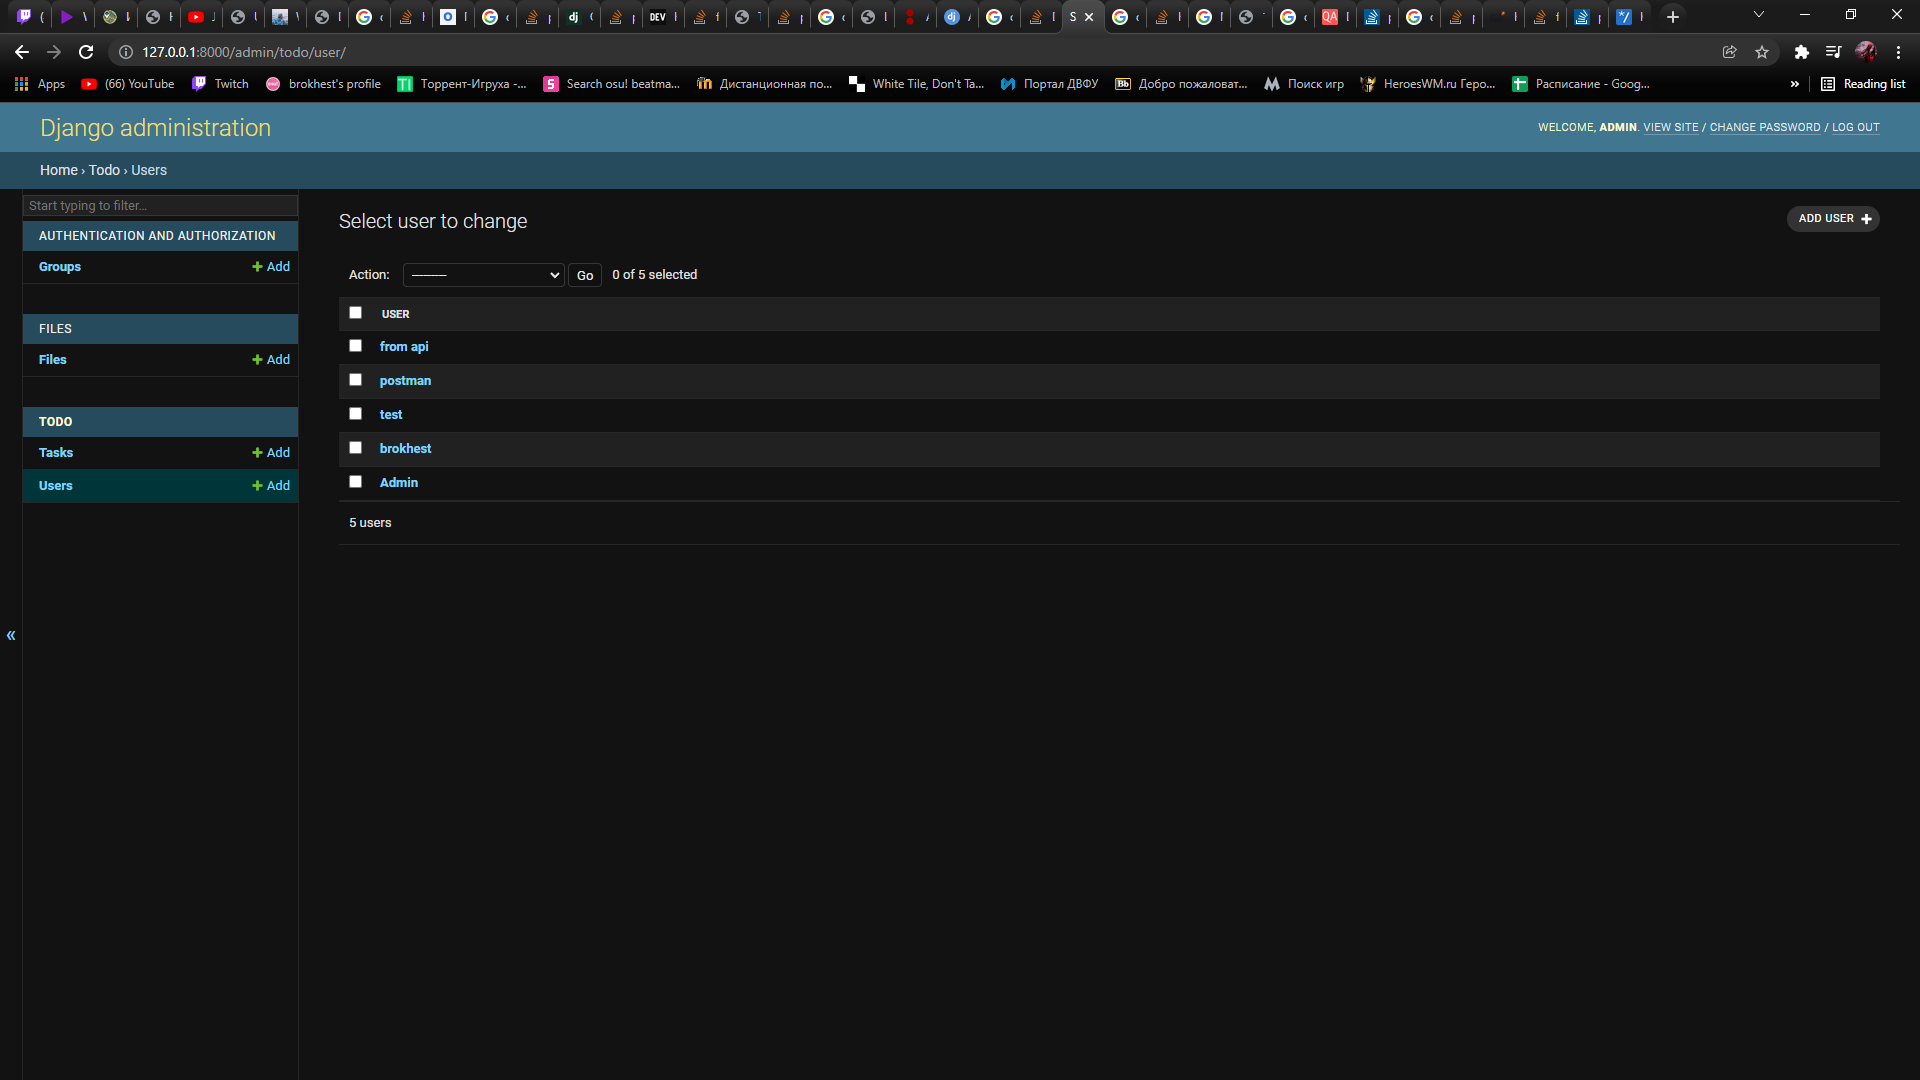 127.0.0.1:8000/admin/todo/user/
Apps (66) YouTube Twitch brokhest's profile Торрент-Игруха -... Search osu! beatma... Дистанционная по... White Tile, Don't Ta... Портал ДВФУ Добро пожаловат... Поиск игр HeroesWM.ru Геро... Расписание - Goog... » Reading list
Django administration
WELCOME, ADMIN. VIEW SITE / CHANGE PASSWORD / LOG OUT
Home › Todo › Users
Start typing to filter...
AUTHENTICATION AND AUTHORIZATION
Groups + Add
FILES
Files + Add
TODO
Tasks + Add
Users + Add
«
Select user to change
ADD USER +
Action: --------- Go 0 of 5 selected
USER
from api
postman
test
brokhest
Admin
5 users